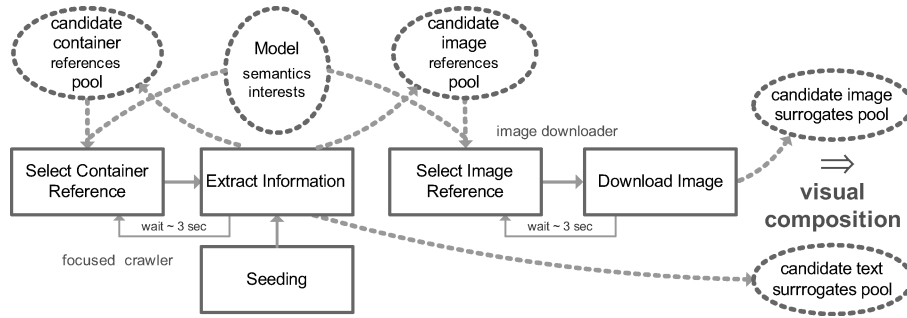 candidate
container
references
pool
Model
semantics
interests
candidate
image
references
pool
candidate image
surrogates pool
image downloader
Select Container
Reference
Extract Information
Select Image
Reference
Download Image
⇒
visual
composition
wait ~ 3 sec
wait ~ 3 sec
focused crawler
Seeding
candidate text
surrrogates pool